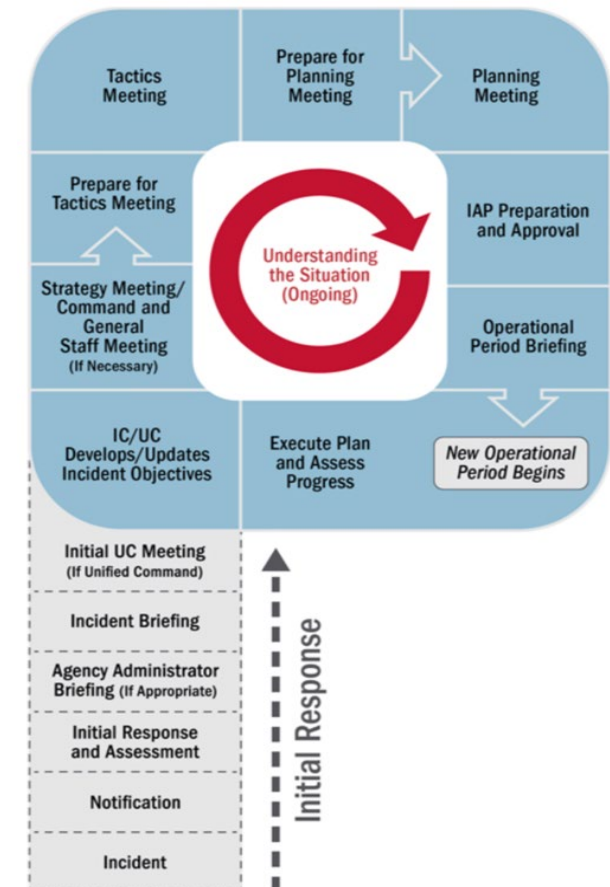 Tactics
Meeting
Prepare for
Planning
Meeting
Planning
Meeting
Prepare for
Tactics Meeting
IAP Preparation
and Approval
Understanding
the Situation
(Ongoing)
Strategy Meeting/
Command and
General
Staff Meeting
(If Necessary)
Operational
Period Briefing
IC/UC
Develops/Updates
Incident Objectives
Execute Plan
and Assess
Progress
New Operational
Period Begins
Initial UC Meeting
(If Unified Command)
Incident Briefing
Agency Administrator
Briefing (If Appropriate)
Initial Response
and Assessment
Notification
Incident
Initial Response